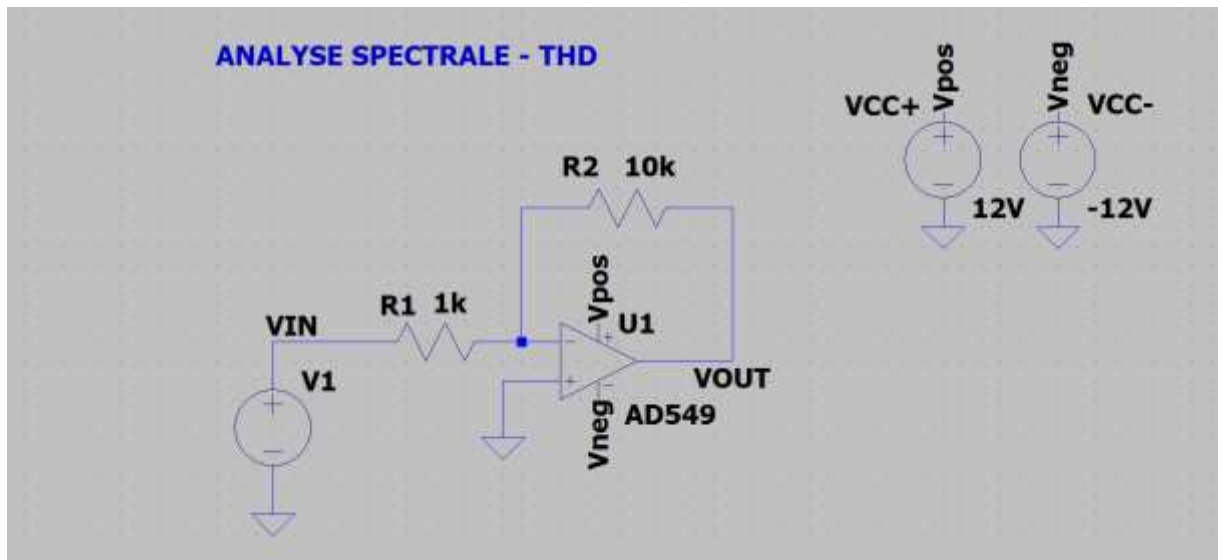 ANALYSE SPECTRALE - THD
VCC+
Vpos
Vneg
VCC-
12V
-12V
R2 10k
R1 1k
Vpos
U1
VIN
V1
VOUT
Vneg
AD549